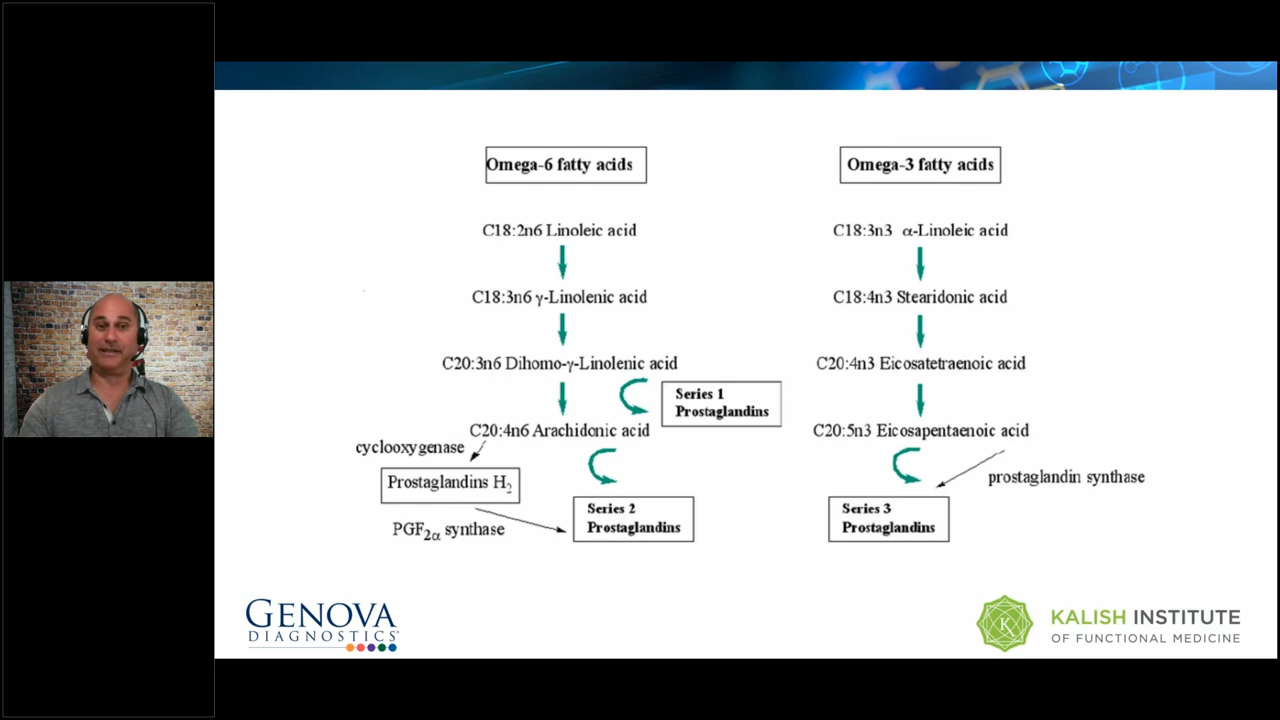 Omega-6 fatty acids
C18:2n6 Linoleic acid
C18:3n6 γ-Linolenic acid
C20:3n6 Dihomo-γ-Linolenic acid
Series 1
Prostaglandins
C20:4n6 Arachidonic acid
cyclooxygenase
Prostaglandins H₂
PGF₂α synthase
Series 2
Prostaglandins
Omega-3 fatty acids
C18:3n3 α-Linoleic acid
C18:4n3 Stearidonic acid
C20:4n3 Eicosatetraenoic acid
C20:5n3 Eicosapentaenoic acid
prostaglandin synthase
Series 3
Prostaglandins
GENOVA
DIAGNOSTICS
K
KALISH INSTITUTE
OF FUNCTIONAL MEDICINE